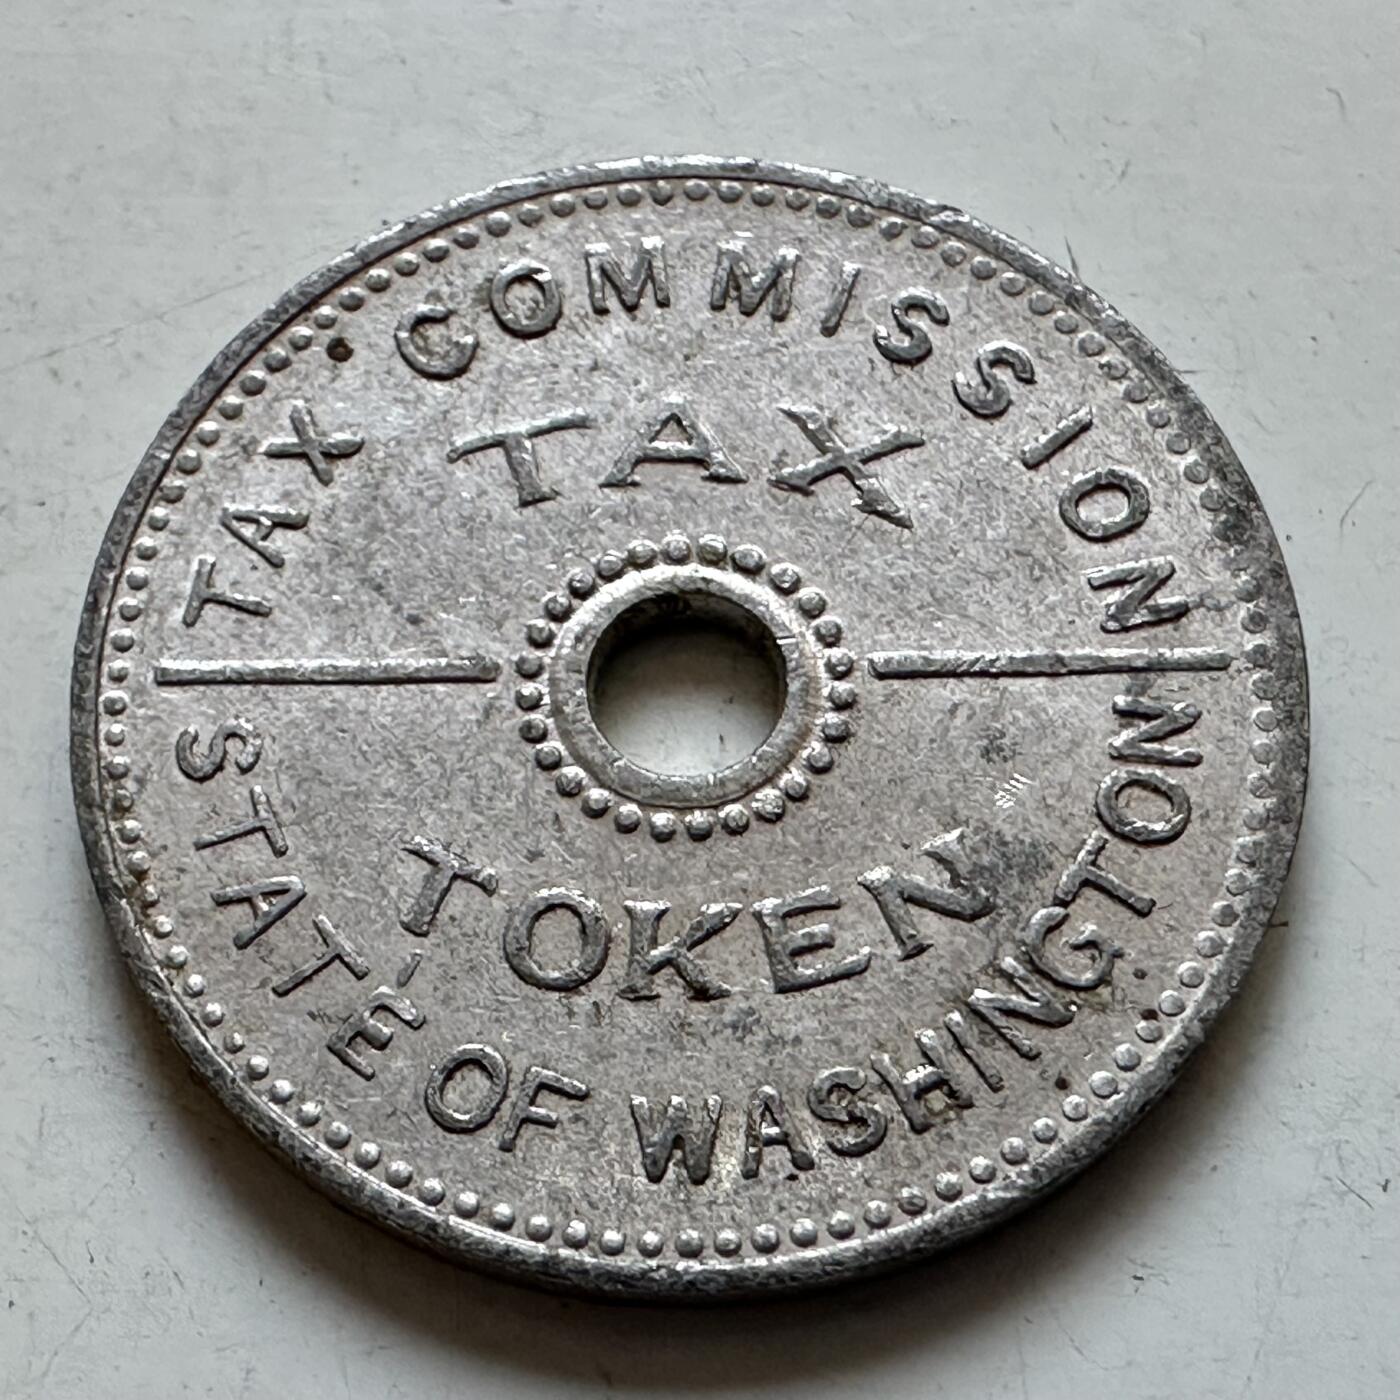 TAX COMMISSION
TAX
TOKEN
STATE OF WASHINGTON